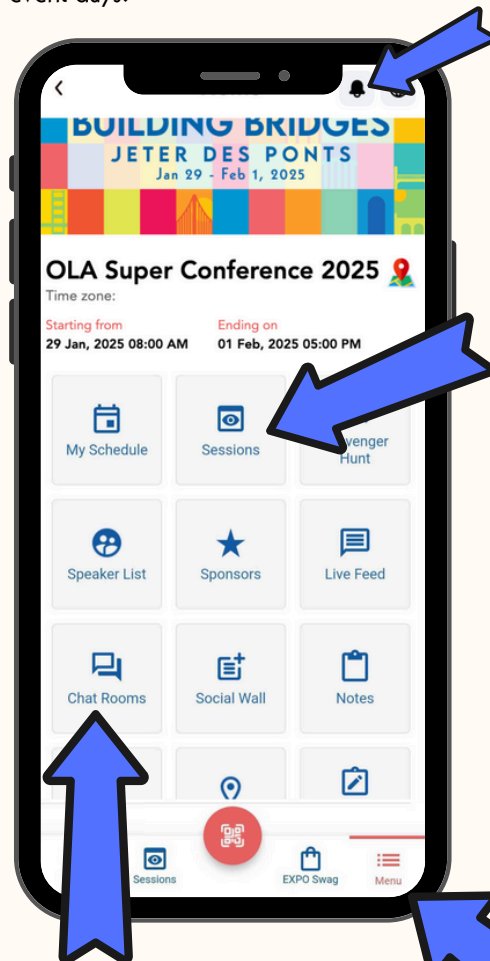 BUILDING BRIDGES
JETER DES PONTS
Jan 29 - Feb 1, 2025
OLA Super Conference 2025
Time zone:
Starting from
Ending on
29 Jan, 2025 08:00 AM
01 Feb, 2025 05:00 PM
My Schedule
Sessions
venger
Hunt
Speaker List
Sponsors
Live Feed
Chat Rooms
Social Wall
Notes
Sessions
EXPO Swag
Menu